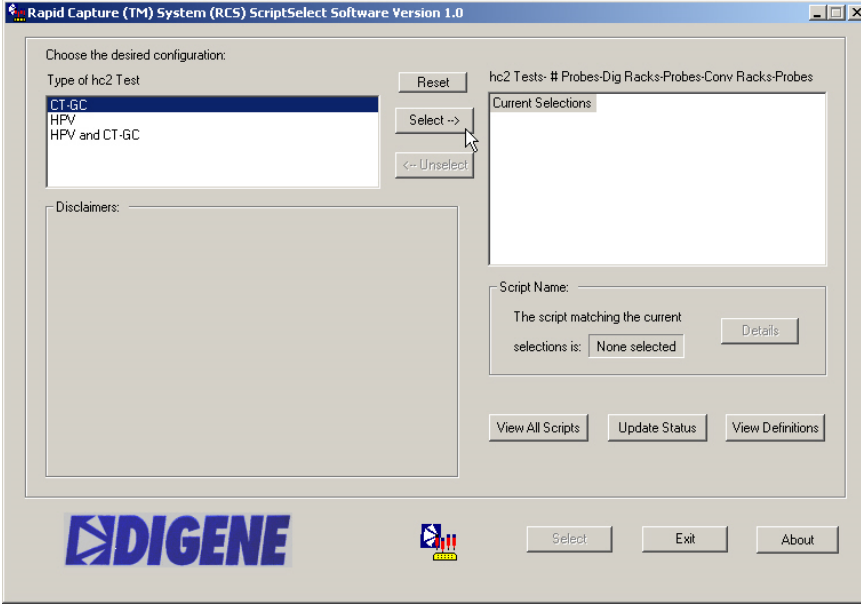 Rapid Capture (TM) System (RCS) ScriptSelect Software Version 1.0
Choose the desired configuration:
Type of hc2 Test
CT-GC
HPV
HPV and CT-GC
Reset
Select -->
<-- Unselect
hc2 Tests- # Probes-Dig Racks-Probes-Conv Racks-Probes
Current Selections
Disclaimers:
Script Name:
The script matching the current
selections is: None selected
Details
View All Scripts Update Status View Definitions
DIGENE
Select Exit About